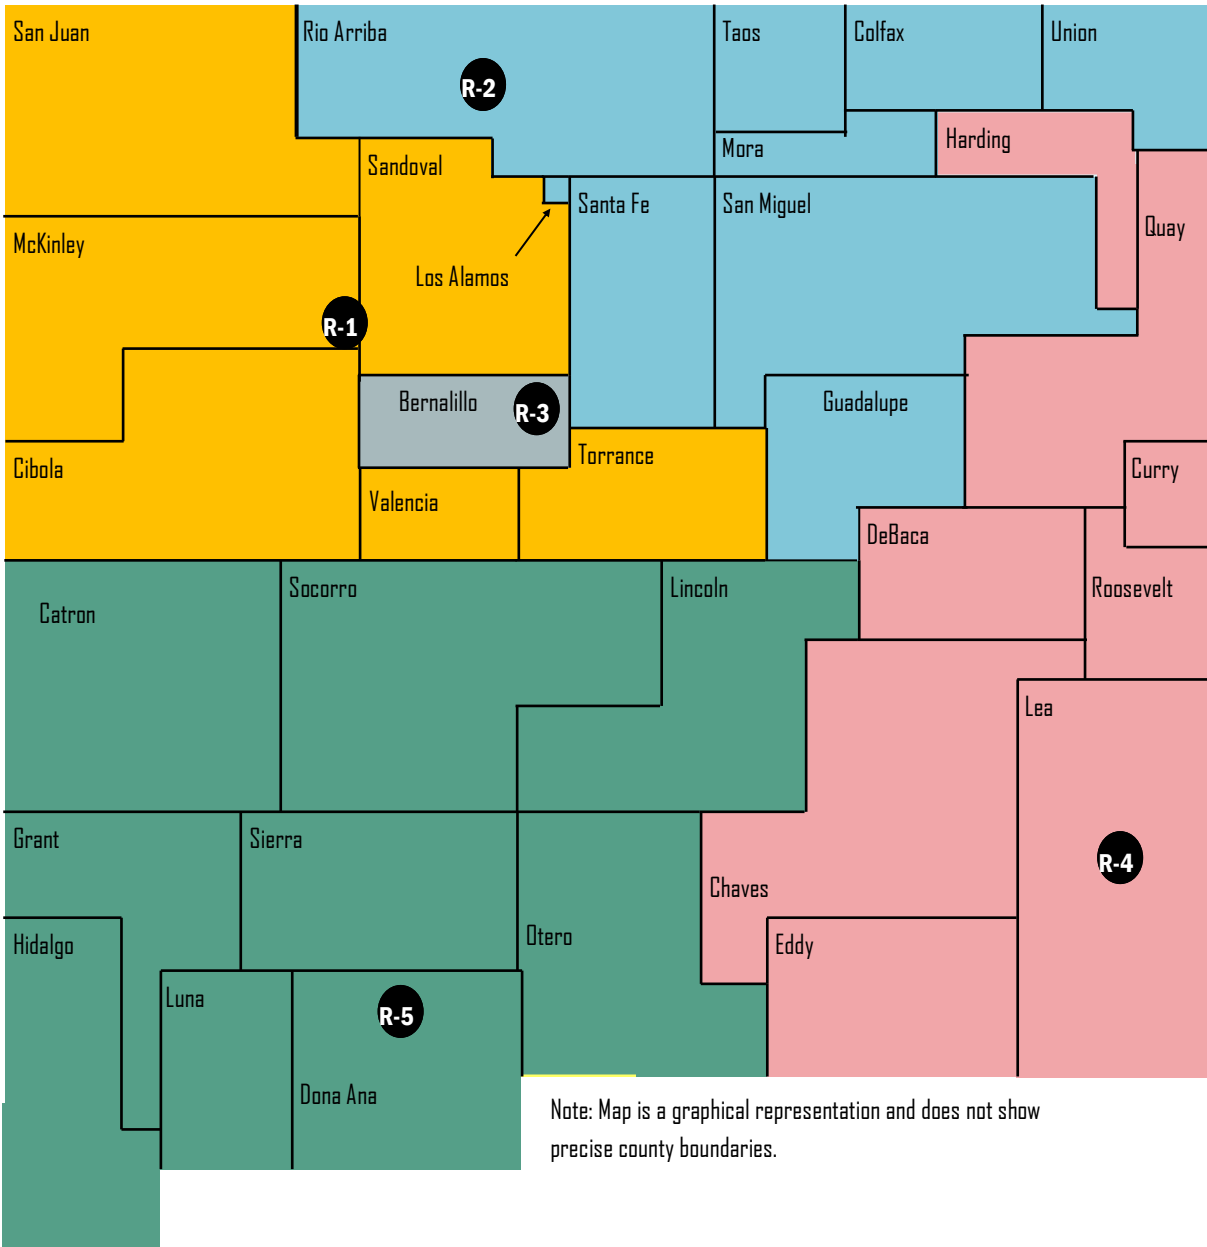 San Juan
Rio Arriba
Taos
Colfax
Union
R-2
Mora
Harding
Sandoval
Santa Fe
San Miguel
Quay
McKinley
Los Alamos
R-1
Bernalillo
R-3
Guadalupe
Torrance
Cibola
Curry
Valencia
DeBaca
Socorro
Lincoln
Roosevelt
Catron
Lea
Grant
Sierra
R-4
Chaves
Otero
Hidalgo
Eddy
Luna
R-5
Dona Ana
Note: Map is a graphical representation and does not show
precise county boundaries.